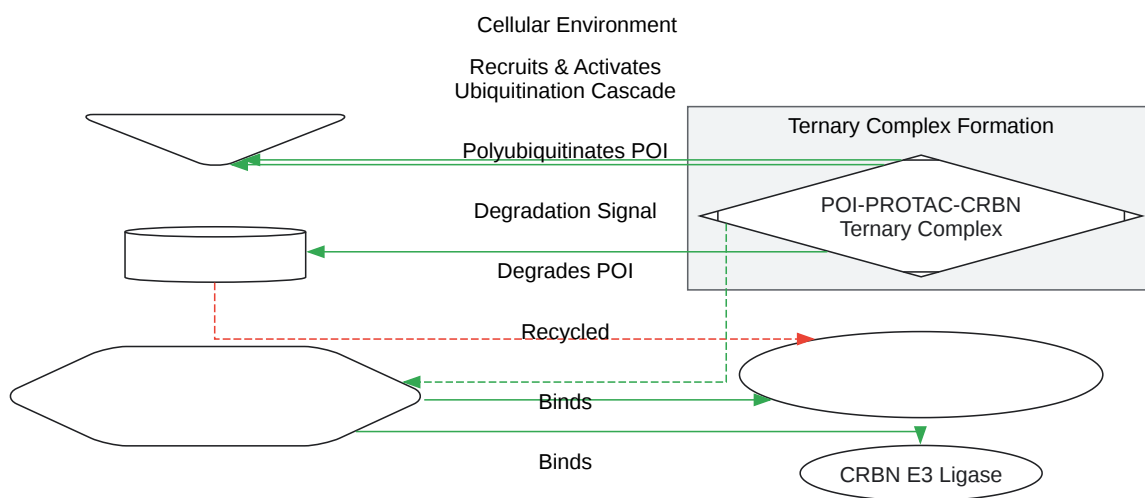 Cellular Environment
Recruits & Activates
Ubiquitination Cascade
Ternary Complex Formation
Polyubiquitinates POI
POI-PROTAC-CRBN
Ternary Complex
Degradation Signal
Degrades POI
Recycled
Binds
Binds
CRBN E3 Ligase